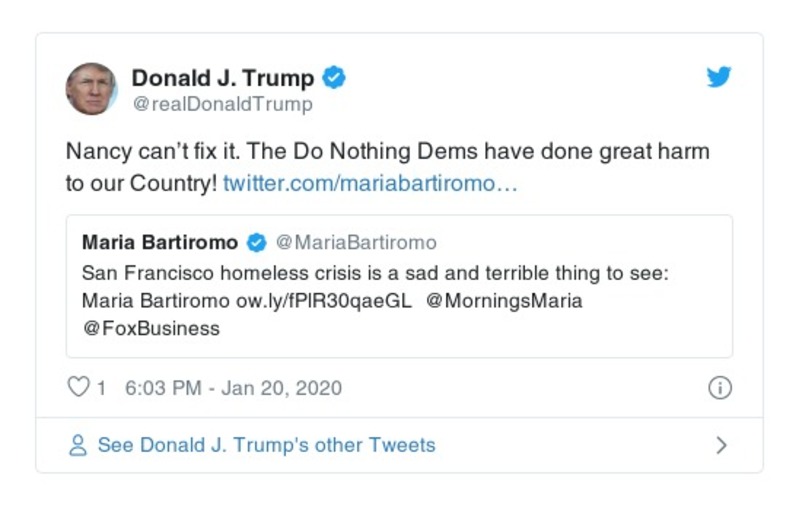 Donald J. Trump
@realDonaldTrump
Nancy can’t fix it. The Do Nothing Dems have done great harm
to our Country! twitter.com/mariabartiromo…
Maria Bartiromo @MariaBartiromo
San Francisco homeless crisis is a sad and terrible thing to see:
Maria Bartiromo ow.ly/fPlR30qaeGL @MorningsMaria
@FoxBusiness
1 6:03 PM - Jan 20, 2020
See Donald J. Trump's other Tweets